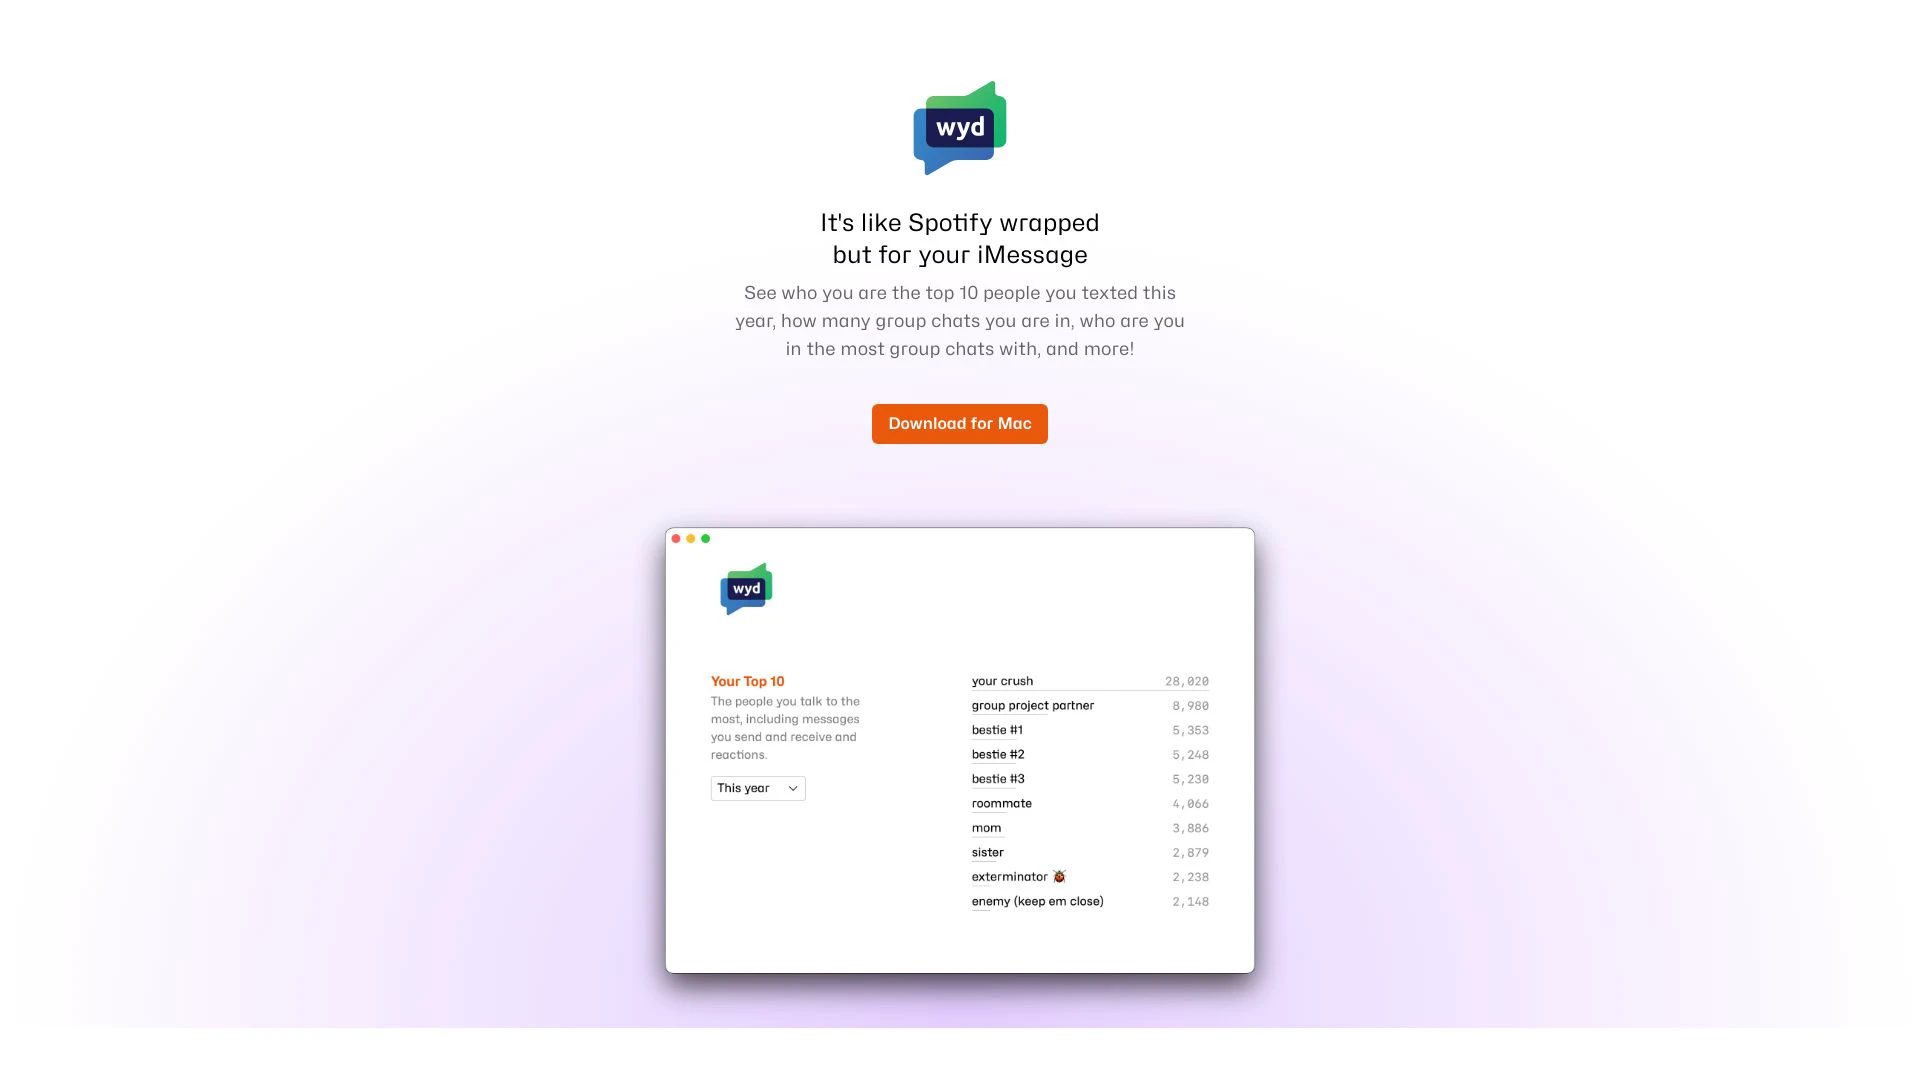 wyd
It's like Spotify wrapped
but for your iMessage
See who you are the top 10 people you texted this
year, how many group chats you are in, who are you
in the most group chats with, and more!
Download for Mac
wyd
Your Top 10
The people you talk to the
most, including messages
you send and receive and
reactions.
This year
your crush 28,020
group project partner 8,980
bestie #1 5,353
bestie #2 5,248
bestie #3 5,230
roommate 4,066
mom 3,886
sister 2,879
exterminator 🐞 2,238
enemy (keep em close) 2,148